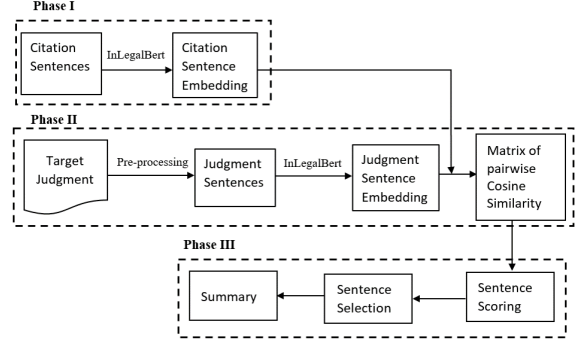 Phase I
Citation
Sentences
InLegalBert
Citation
Sentence
Embedding
Phase II
Target
Judgment
Pre-processing
Judgment
Sentences
InLegalBert
Judgment
Sentence
Embedding
Matrix of
pairwise
Cosine
Similarity
Phase III
Summary
Sentence
Selection
Sentence
Scoring